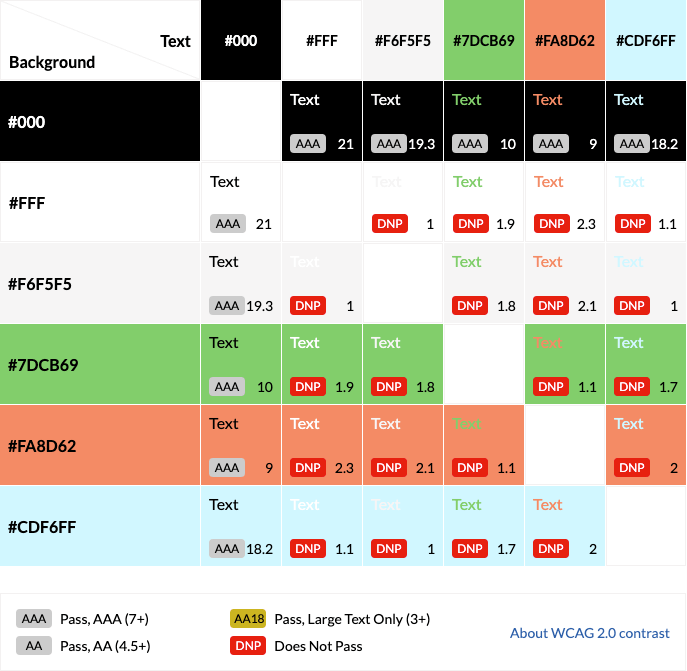 Text #000 #FFF #F6F5F5 #7DCB69 #FA8D62 #CDF6FF
Background
#000 Text Text Text Text Text
AAA 21 AAA 19.3 AAA 10 AAA 9 AAA 18.2
#FFF Text Text Text Text Text
AAA 21 DNP 1 DNP 1.9 DNP 2.3 DNP 1.1
#F6F5F5 Text Text Text Text Text
AAA 19.3 DNP 1 DNP 1.8 DNP 2.1 DNP 1
#7DCB69 Text Text Text Text Text
AAA 10 DNP 1.9 DNP 1.8 DNP 1.1 DNP 1.7
#FA8D62 Text Text Text Text Text
AAA 9 DNP 2.3 DNP 2.1 DNP 1.1 DNP 2
#CDF6FF Text Text Text Text Text
AAA 18.2 DNP 1.1 DNP 1 DNP 1.7 DNP 2
AAA Pass, AAA (7+) AA18 Pass, Large Text Only (3+)
About WCAG 2.0 contrast
AA Pass, AA (4.5+) DNP Does Not Pass